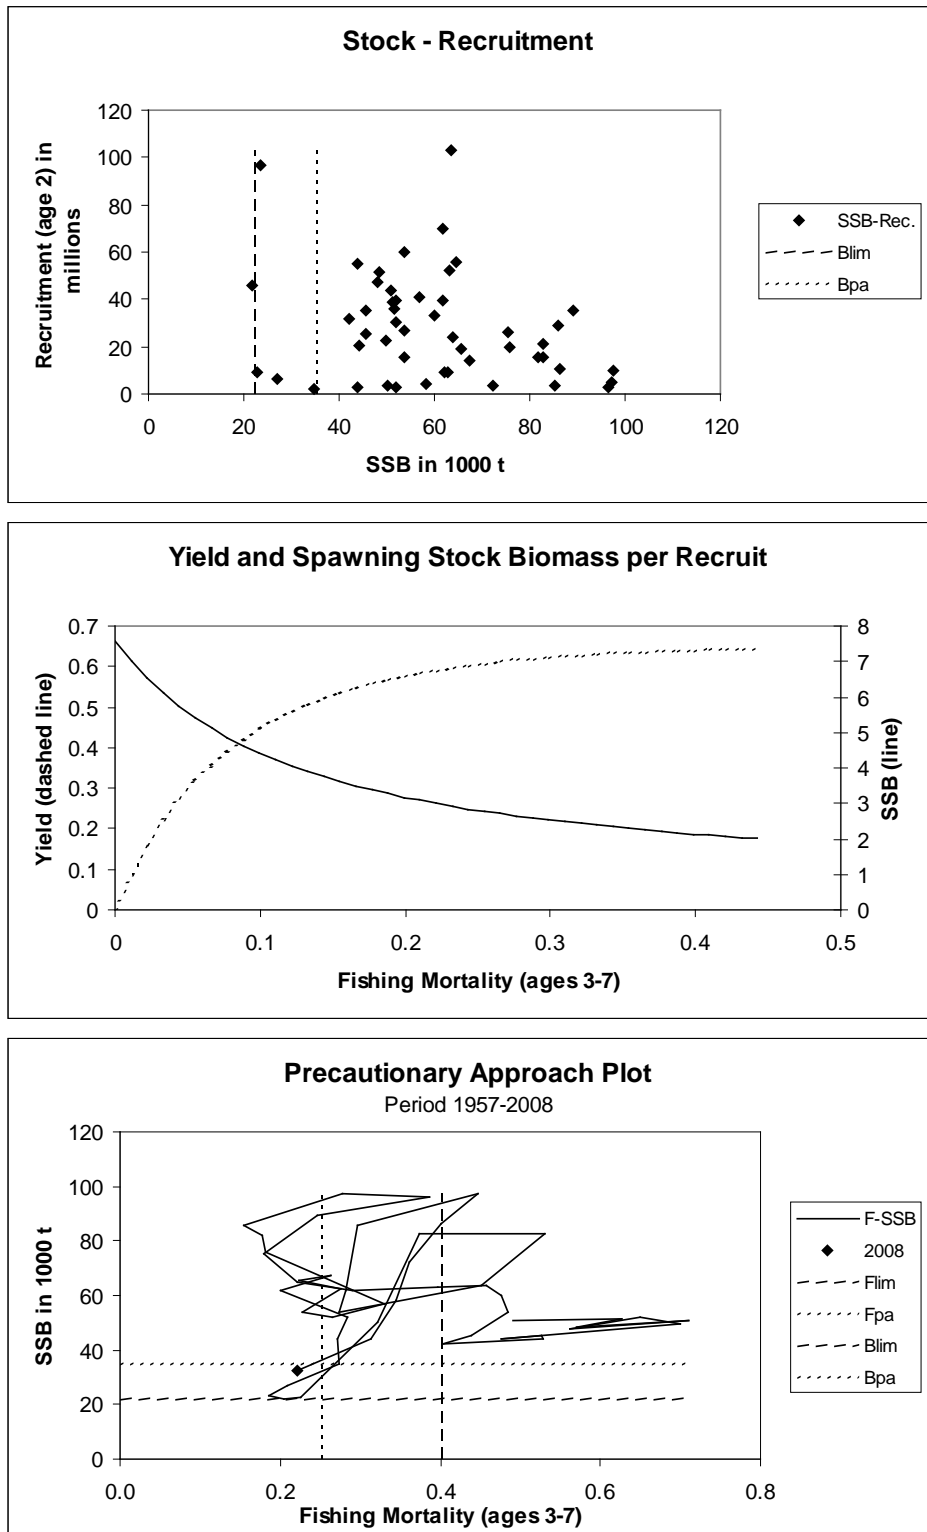 Stock - Recruitment
120
100
80
60
40
20
0
0 20 40 60 80 100 120
Recruitment (age 2) in
millions
SSB in 1000 t
SSB-Rec.
Blim
Bpa
Yield and Spawning Stock Biomass per Recruit
0.7
0.6
0.5
0.4
0.3
0.2
0.1
0
8
7
6
5
4
3
2
1
0
0 0.1 0.2 0.3 0.4 0.5
Yield (dashed line)
SSB (line)
Fishing Mortality (ages 3-7)
Precautionary Approach Plot
Period 1957-2008
120
100
80
60
40
20
0
0.0 0.2 0.4 0.6 0.8
SSB in 1000 t
Fishing Mortality (ages 3-7)
F-SSB
2008
Flim
Fpa
Blim
Bpa